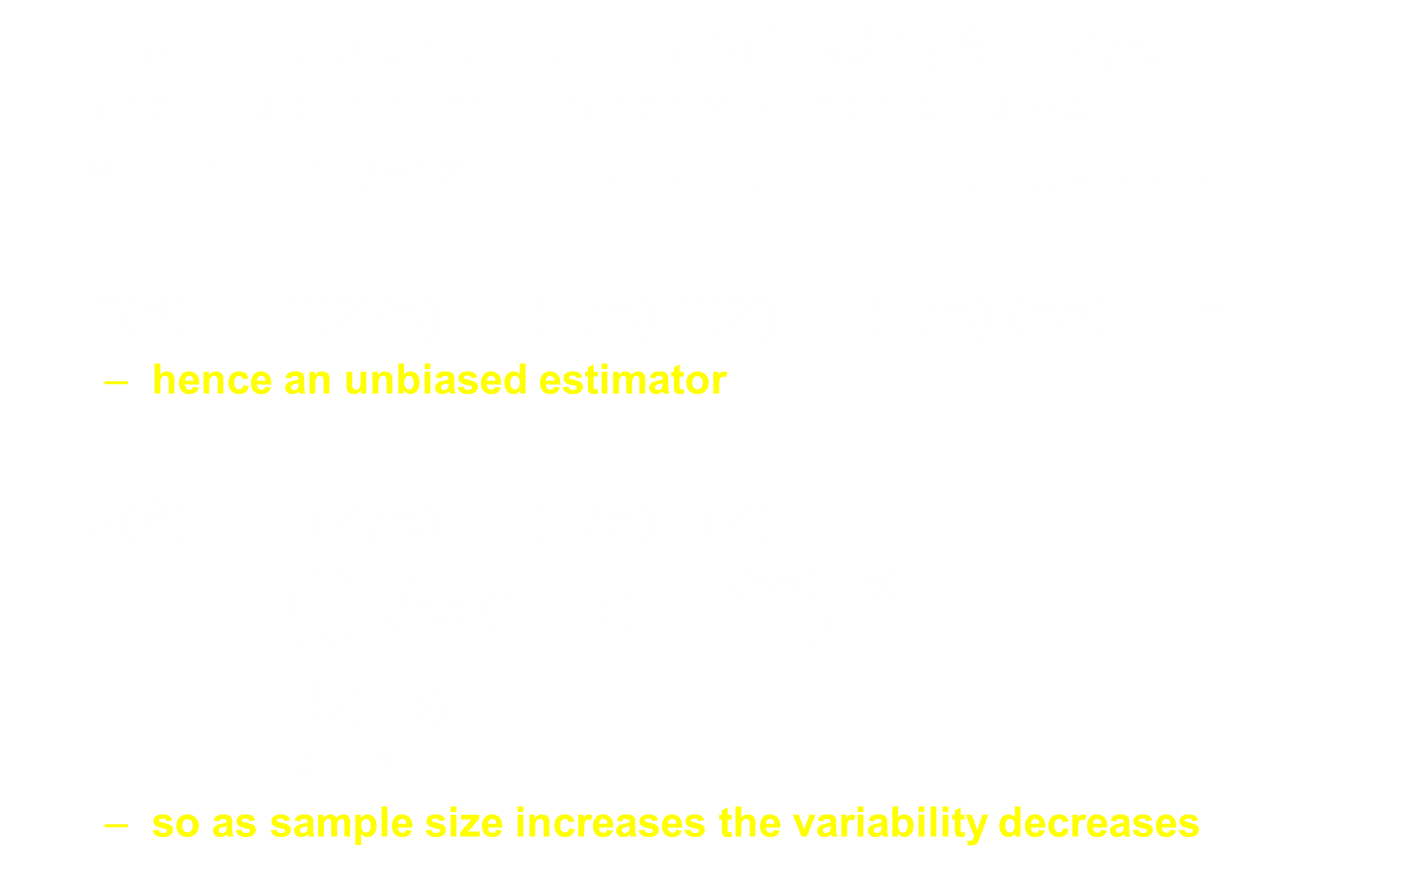 – hence an unbiased estimator
– so as sample size increases the variability decreases